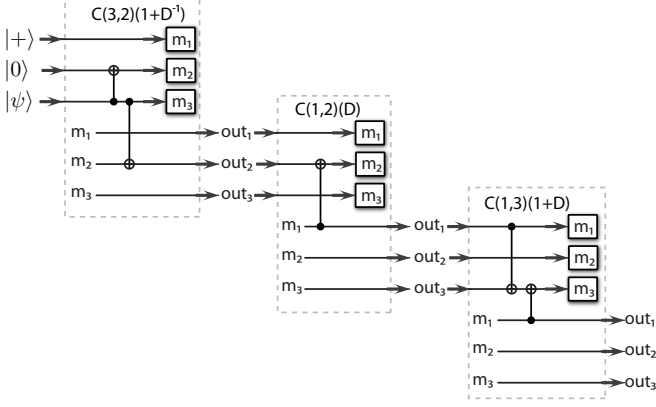 C(3,2)(1+D⁻¹)
|+⟩ m₁
|0⟩ m₂
|ψ⟩ m₃
m₁ out₁
m₂ out₂
m₃ out₃
C(1,2)(D)
m₁
m₂
m₃
m₁ out₁
m₂ out₂
m₃ out₃
C(1,3)(1+D)
m₁
m₂
m₃
m₁ out₁
m₂ out₂
m₃ out₃